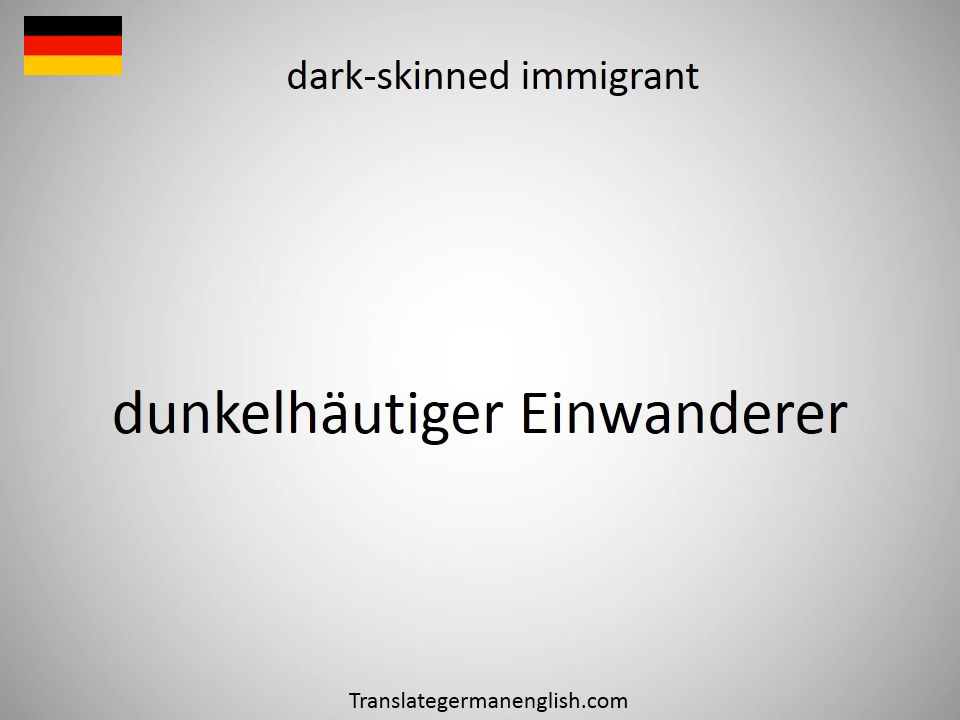 dark-skinned immigrant
dunkelhäutiger Einwanderer
Translategermanenglish.com